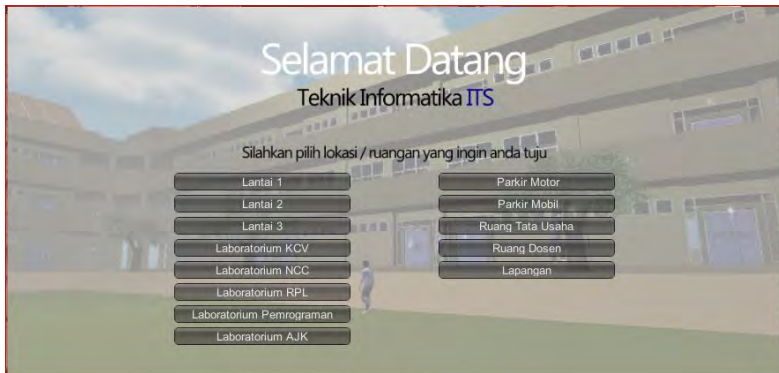 Selamat Datang
Teknik Informatika ITS
Silahkan pilih lokasi / ruangan yang ingin anda tuju
Lantai 1
Lantai 2
Lantai 3
Laboratorium KCV
Laboratorium NCC
Laboratorium RPL
Laboratorium Pemrograman
Laboratorium AJK
Parkir Motor
Parkir Mobil
Ruang Tata Usaha
Ruang Dosen
Lapangan